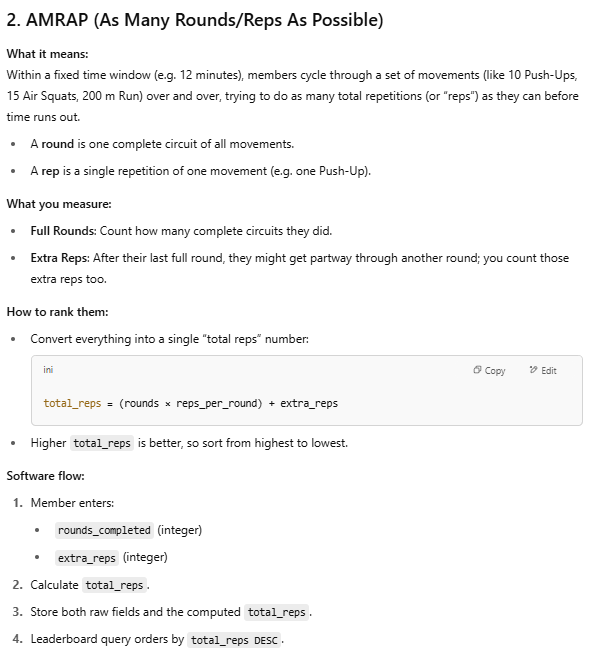 2. AMRAP (As Many Rounds/Reps As Possible)
What it means:
Within a fixed time window (e.g. 12 minutes), members cycle through a set of movements (like 10 Push-Ups,
15 Air Squats, 200 m Run) over and over, trying to do as many total repetitions (or “reps”) as they can before
time runs out.
• A round is one complete circuit of all movements.
• A rep is a single repetition of one movement (e.g. one Push-Up).
What you measure:
• Full Rounds: Count how many complete circuits they did.
• Extra Reps: After their last full round, they might get partway through another round; you count those
extra reps too.
How to rank them:
• Convert everything into a single “total reps” number:
ini Copy Edit
total_reps = (rounds × reps_per_round) + extra_reps
• Higher total_reps is better, so sort from highest to lowest.
Software flow:
1. Member enters:
• rounds_completed (integer)
• extra_reps (integer)
2. Calculate total_reps.
3. Store both raw fields and the computed total_reps.
4. Leaderboard query orders by total_reps DESC.